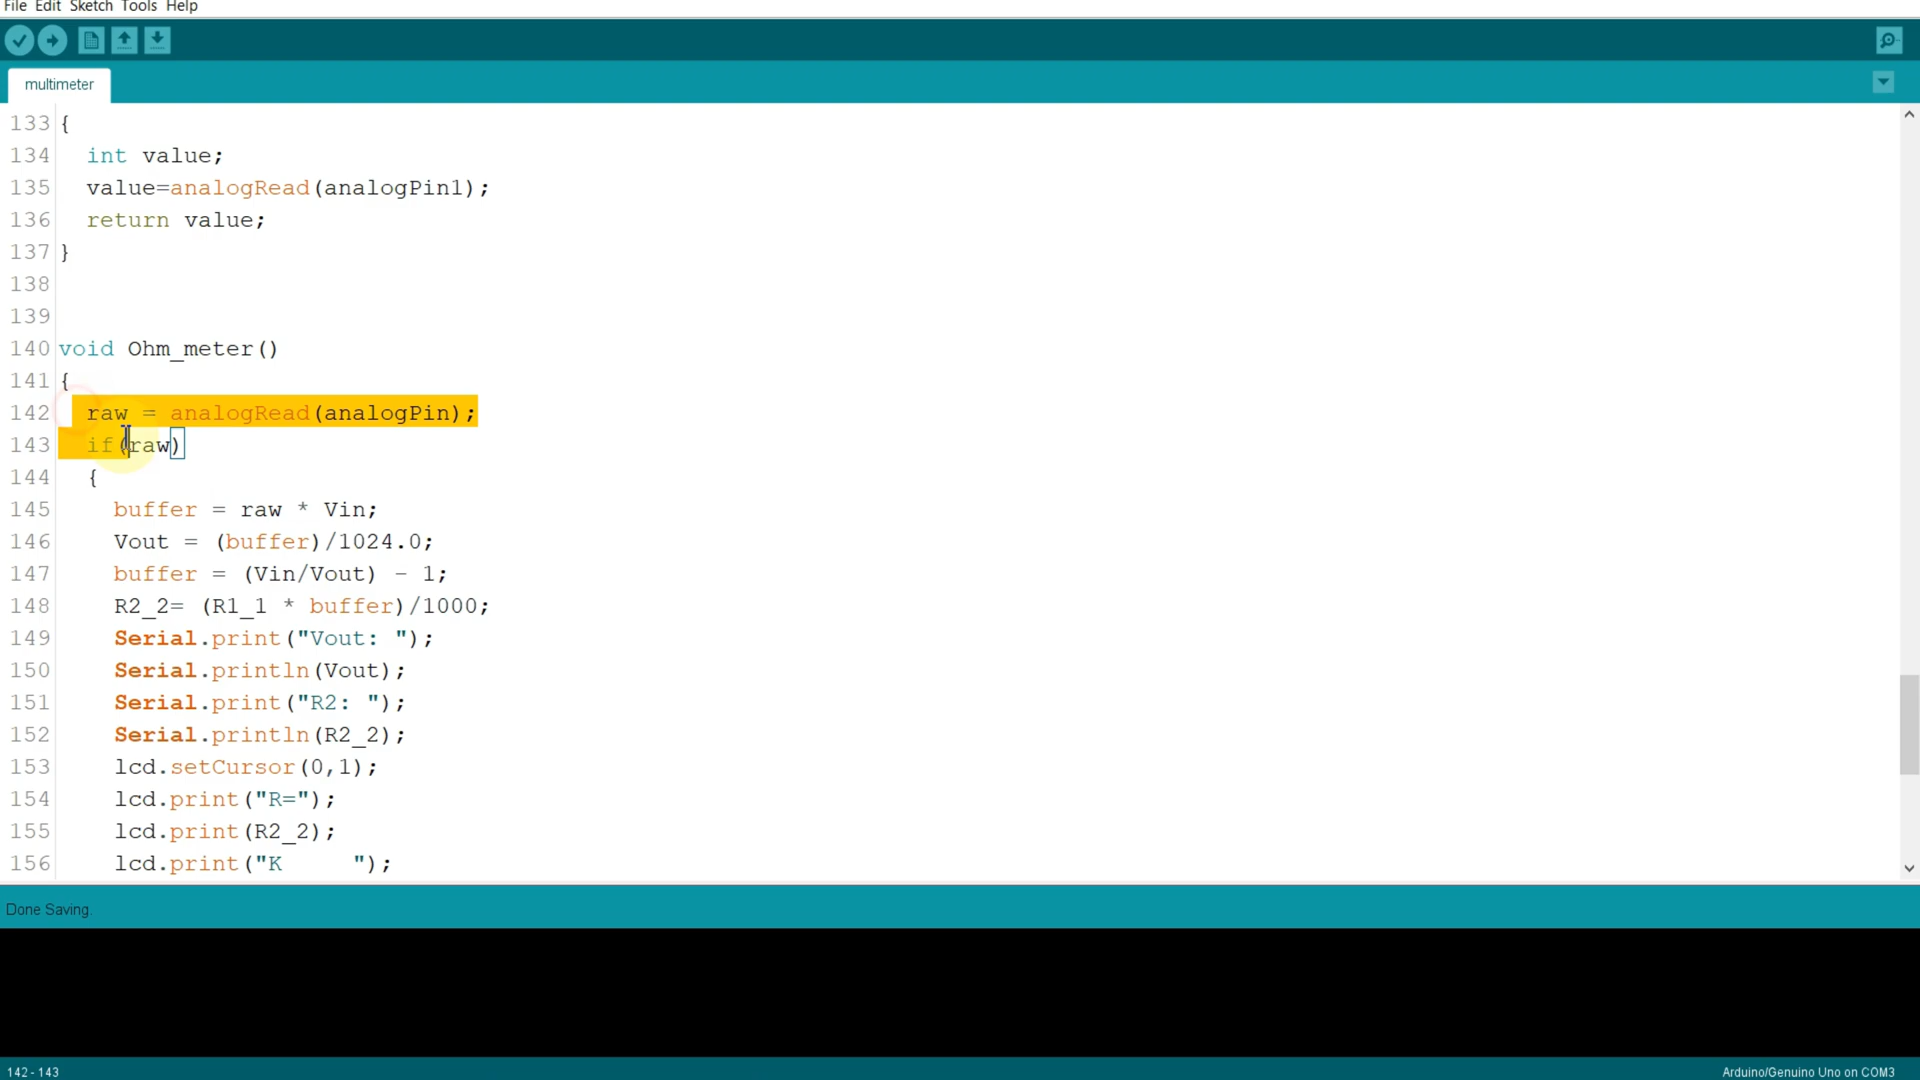 File Edit Sketch Tools Help
multimeter
133 {
134   int value;
135   value=analogRead(analogPin1);
136   return value;
137 }
138
139
140 void Ohm_meter()
141 {
142   raw = analogRead(analogPin);
143   if(raw)
144   {
145     buffer = raw * Vin;
146     Vout = (buffer)/1024.0;
147     buffer = (Vin/Vout) - 1;
148     R2_2= (R1_1 * buffer)/1000;
149     Serial.print("Vout: ");
150     Serial.println(Vout);
151     Serial.print("R2: ");
152     Serial.println(R2_2);
153     lcd.setCursor(0,1);
154     lcd.print("R=");
155     lcd.print(R2_2);
156     lcd.print("K     ");
Done Saving.
142 - 143
Arduino/Genuino Uno on COM3